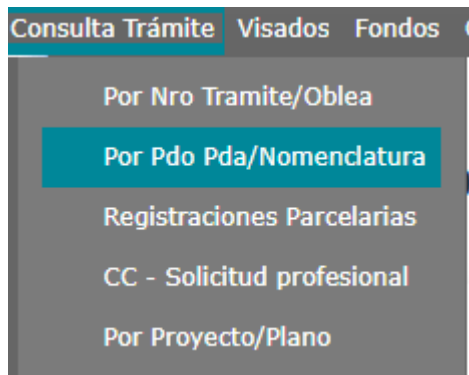 Consulta Trámite Visados Fondos
Por Nro Tramite/Oblea
Por Pdo Pda/Nomenclatura
Registraciones Parcelarias
CC - Solicitud profesional
Por Proyecto/Plano